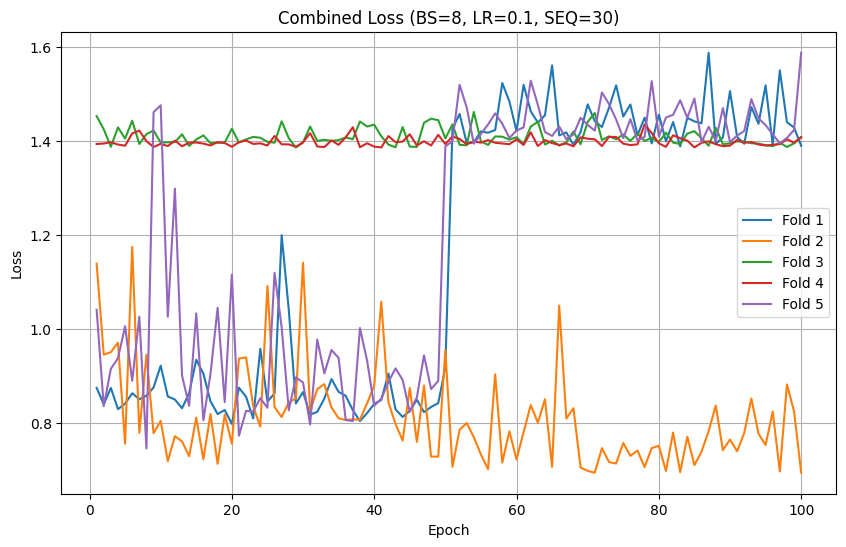 Combined Loss (BS=8, LR=0.1, SEQ=30)
1.6
1.4
1.2
1.0
0.8
Loss
Fold 1
Fold 2
Fold 3
Fold 4
Fold 5
0 20 40 60 80 100
Epoch